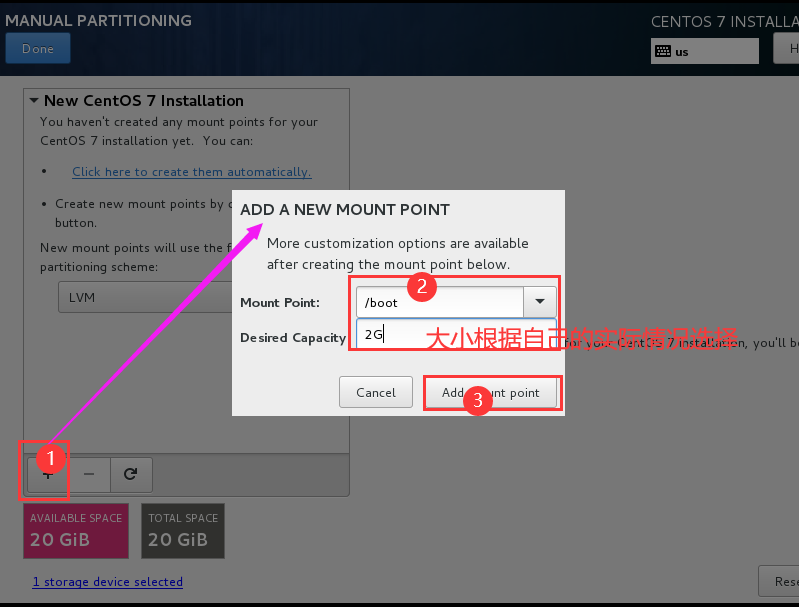 MANUAL PARTITIONING
CENTOS 7 INSTALLA
Done
us
H
New CentOS 7 Installation
You haven't created any mount points for your
CentOS 7 installation yet. You can:
Click here to create them automatically.
Create new mount points by c
button.
New mount points will use the f
partitioning scheme:
LVM
ADD A NEW MOUNT POINT
More customization options are available
after creating the mount point below.
Mount Point:
/boot
2
Desired Capacity
2G
大小根据自己的实际情况选择
for your CentOS 7 installation, you'll be
Cancel
Add mount point
3
1
AVAILABLE SPACE
20 GiB
TOTAL SPACE
20 GiB
1 storage device selected
Rese